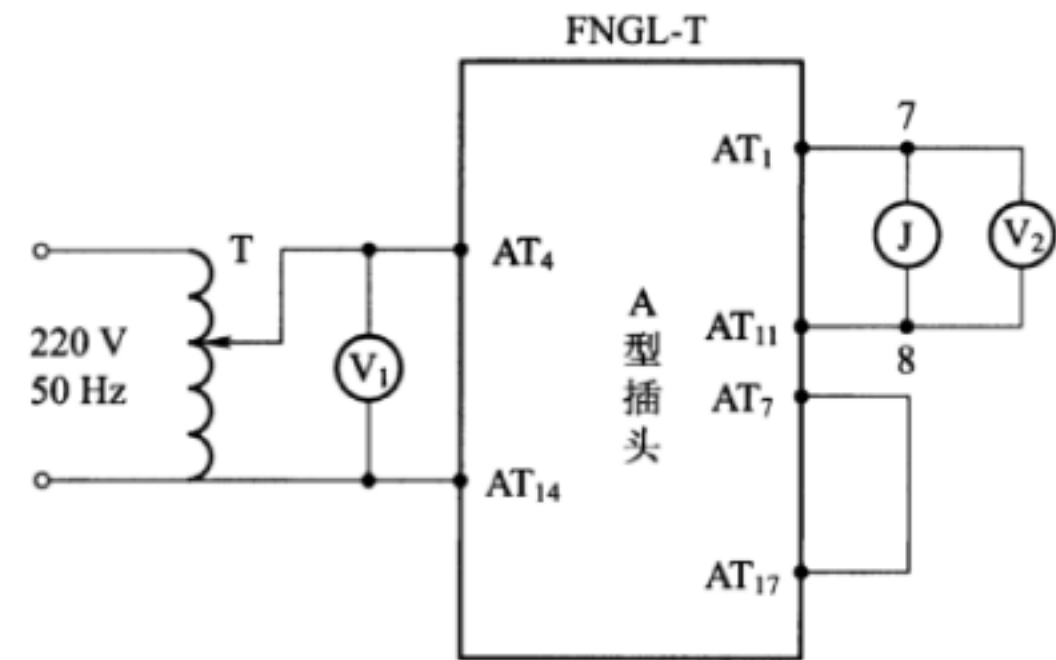 FNGL-T
7
AT₁
J
V₂
T
AT₄
220 V
50 Hz
V₁
A
型
插
头
AT₁₁
8
AT₇
AT₁₄
AT₁₇